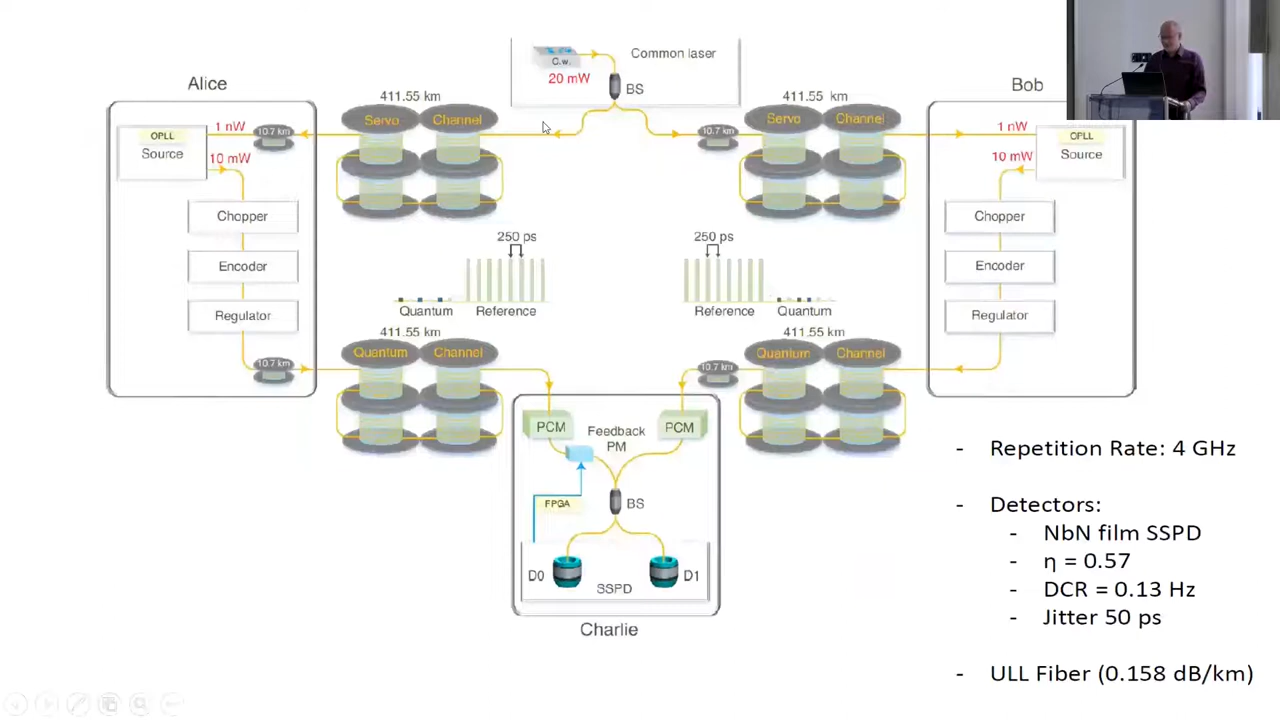 Common laser
C.w.
20 mW
BS
Alice
Bob
411.55 km
411.55 km
Servo
Channel
Servo
Channel
1 nW
10.7 km
10.7 km
1 nW
OPLL
Source
OPLL
Source
10 mW
10 mW
Chopper
Chopper
250 ps
250 ps
Encoder
Encoder
Quantum
Reference
Reference
Quantum
Regulator
Regulator
411.55 km
411.55 km
Quantum
Channel
Quantum
Channel
10.7 km
10.7 km
PCM
Feedback
PM
PCM
FPGA
BS
D0
SSPD
D1
Charlie
- Repetition Rate: 4 GHz
- Detectors:
- NbN film SSPD
- η = 0.57
- DCR = 0.13 Hz
- Jitter 50 ps
- ULL Fiber (0.158 dB/km)